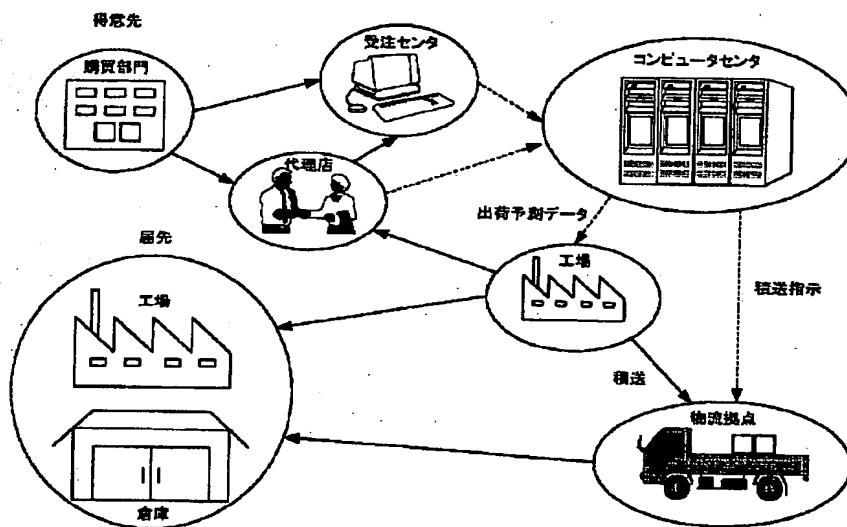 得意先
購買部門
受注センタ
コンピュータセンタ
代理店
出荷予測データ
届先
工場
工場
積送指示
積送
物流拠点
倉庫